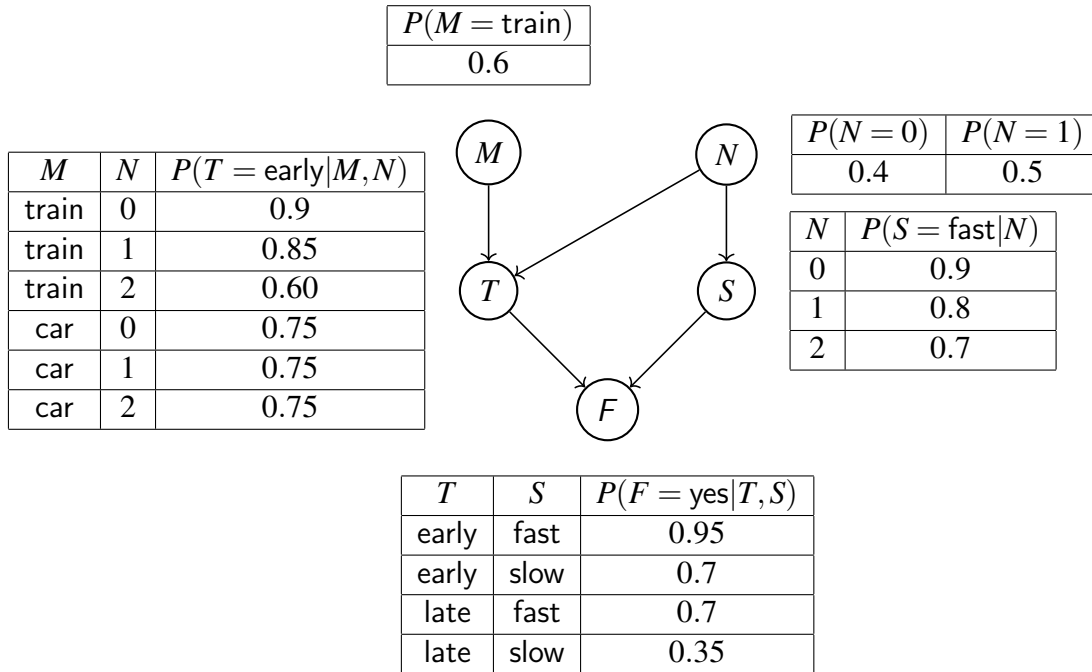 P(M = train)
0.6
M
N
P(N = 0) P(N = 1)
0.4 0.5
M N P(T = early|M,N)
train 0 0.9
train 1 0.85
train 2 0.60
car 0 0.75
car 1 0.75
car 2 0.75
N P(S = fast|N)
0 0.9
1 0.8
2 0.7
T
S
F
T S P(F = yes|T,S)
early fast 0.95
early slow 0.7
late fast 0.7
late slow 0.35